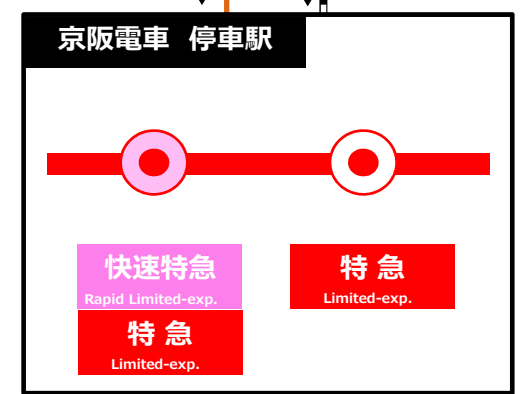 京阪電車 停車駅
快速特急
Rapid Limited-exp.
特 急
Limited-exp.
特 急
Limited-exp.